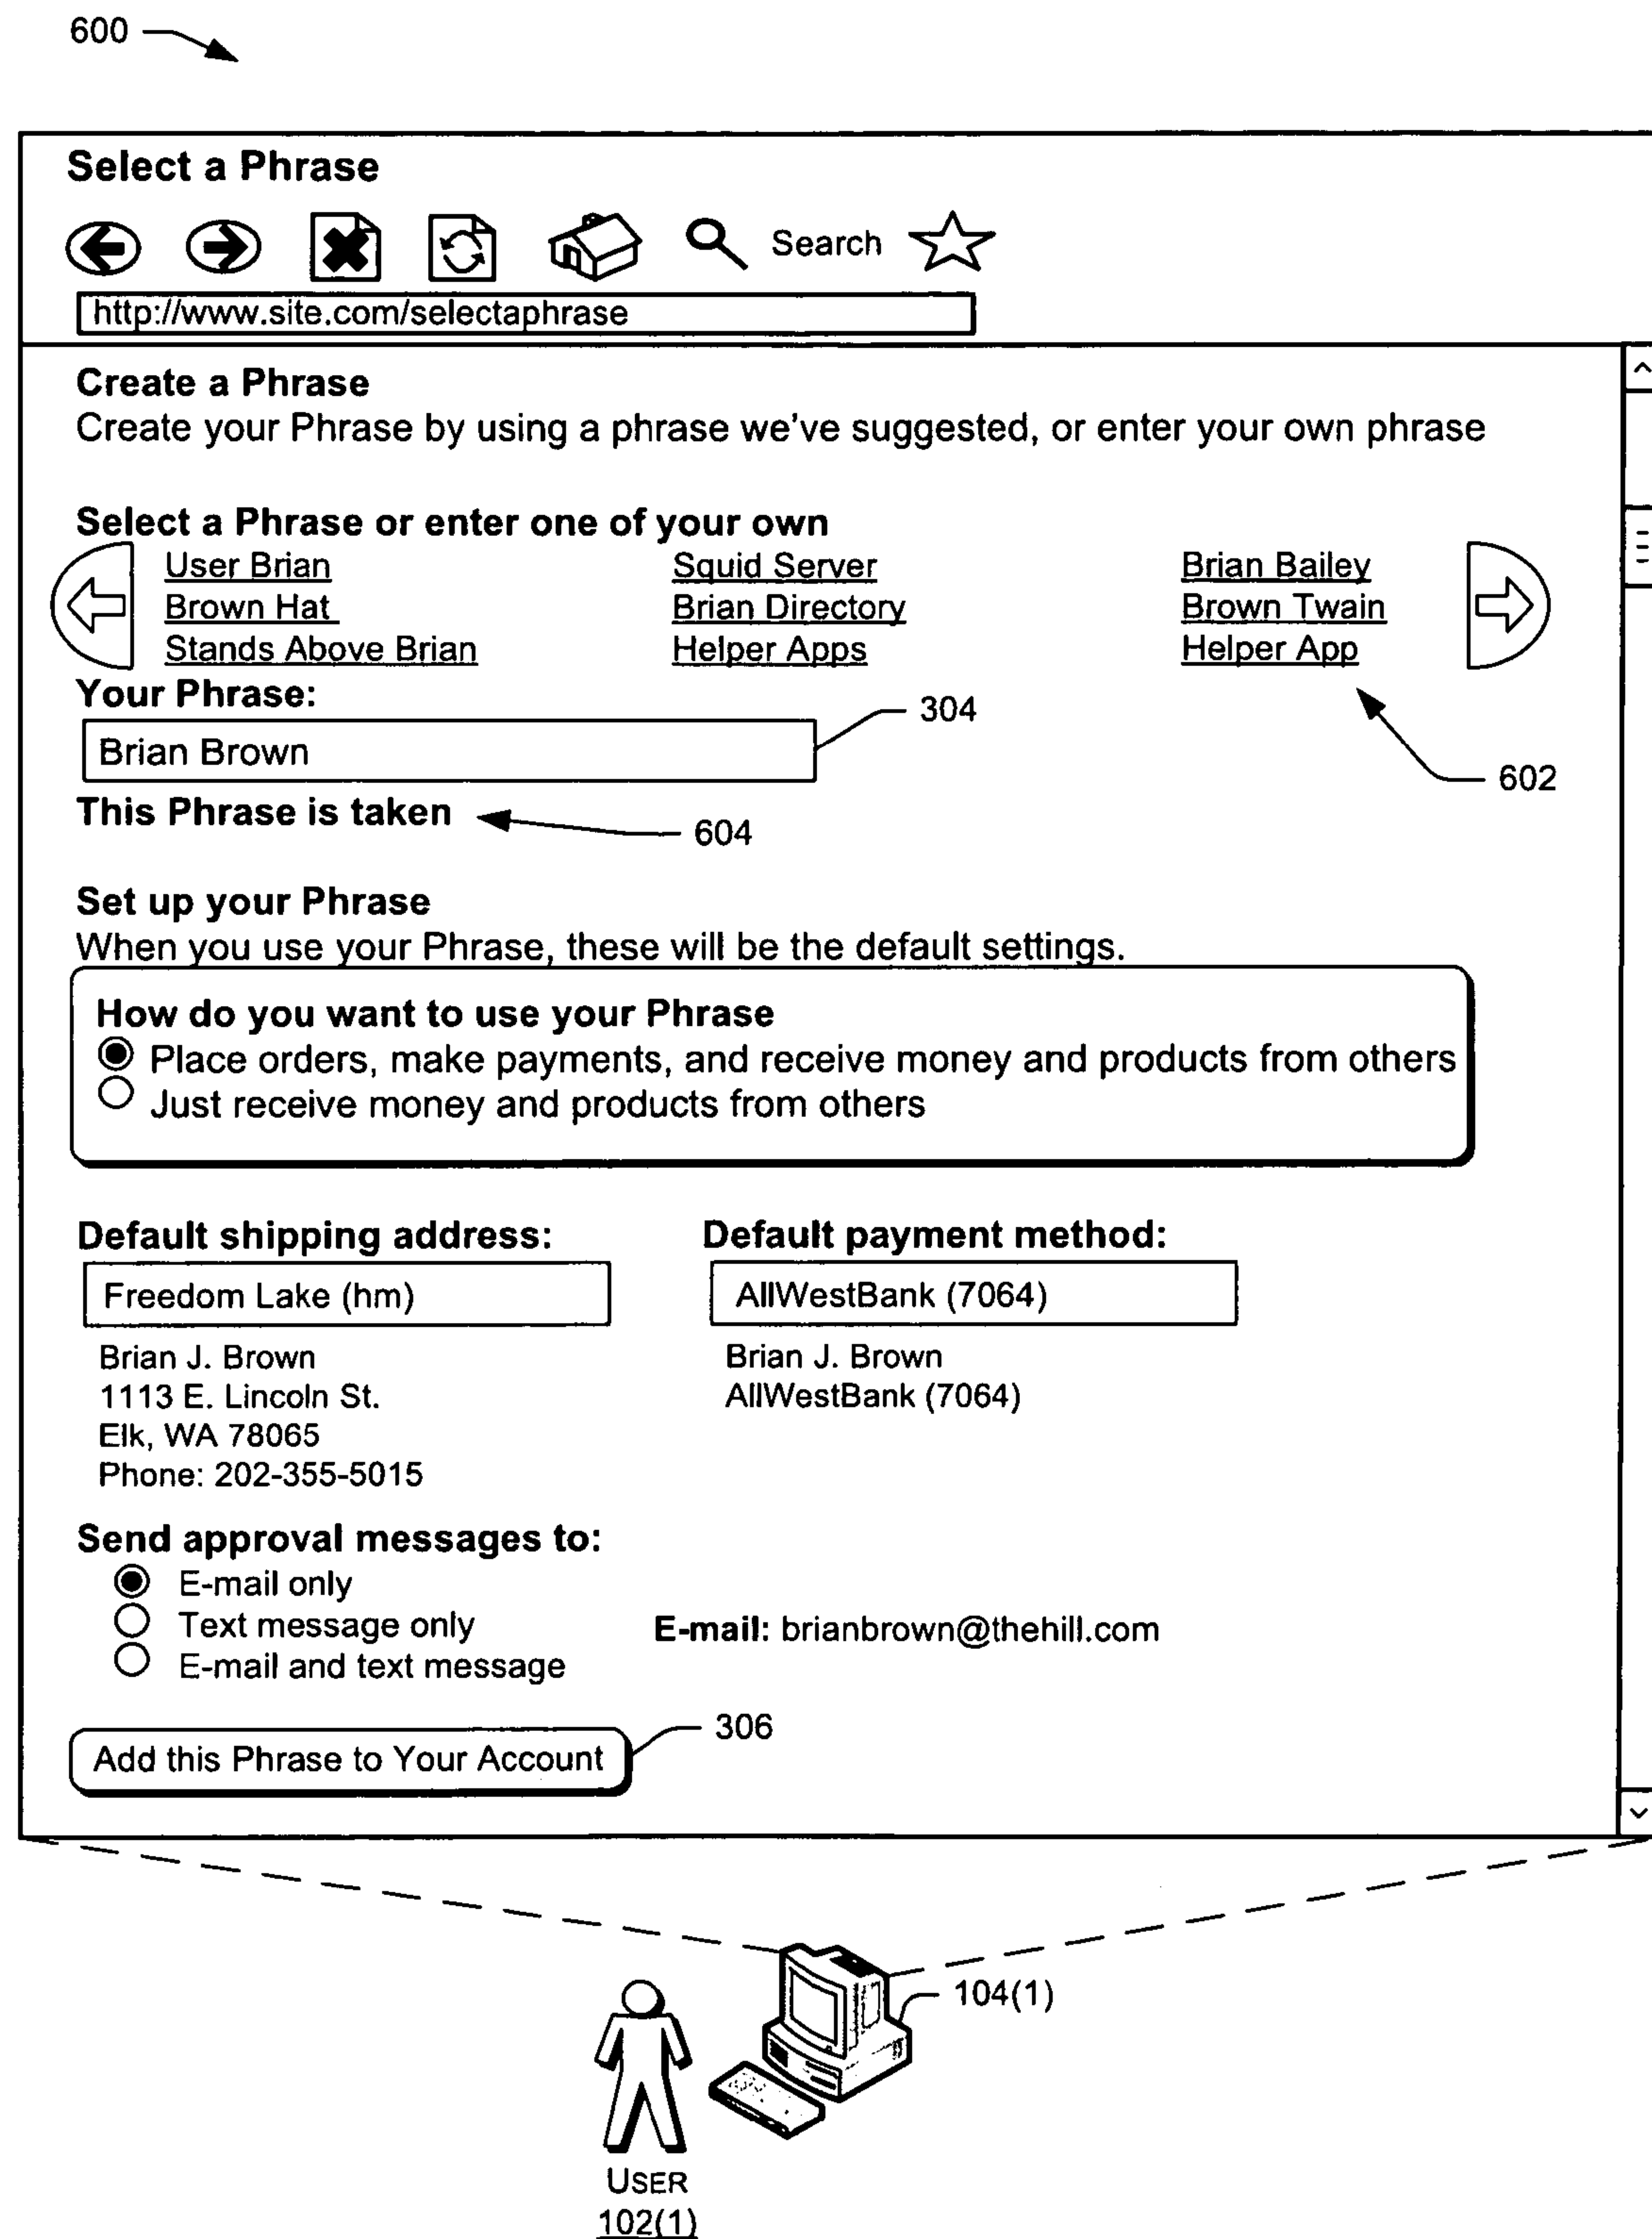 600
Select a Phrase
Search
http://www.site.com/selectaphrase
Create a Phrase
Create your Phrase by using a phrase we've suggested, or enter your own phrase
Select a Phrase or enter one of your own
User Brian Squid Server Brian Bailey
Brown Hat Brian Directory Brown Twain
Stands Above Brian Helper Apps Helper App
Your Phrase:
304
Brian Brown
602
This Phrase is taken
604
Set up your Phrase
When you use your Phrase, these will be the default settings.
How do you want to use your Phrase
Place orders, make payments, and receive money and products from others
Just receive money and products from others
Default shipping address: Default payment method:
Freedom Lake (hm) AllWestBank (7064)
Brian J. Brown Brian J. Brown
1113 E. Lincoln St. AllWestBank (7064)
Elk, WA 78065
Phone: 202-355-5015
Send approval messages to:
E-mail only
Text message only E-mail: brianbrown@thehill.com
E-mail and text message
306
Add this Phrase to Your Account
104(1)
USER
102(1)